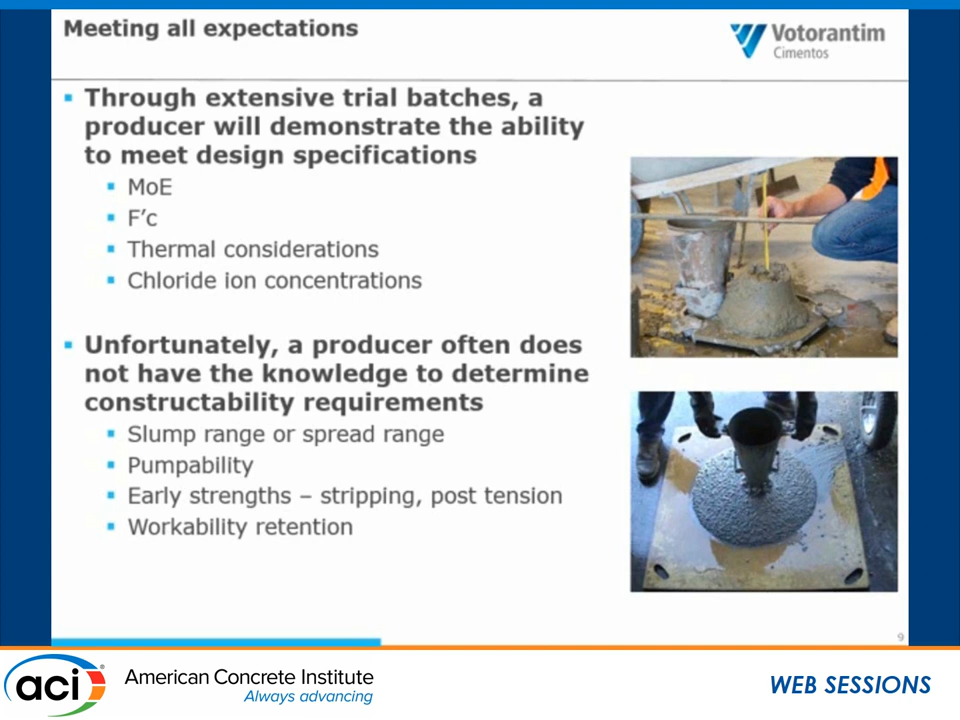 Meeting all expectations
Votorantim
Cimentos
Through extensive trial batches, a
producer will demonstrate the ability
to meet design specifications
MoE
F'c
Thermal considerations
Chloride ion concentrations
Unfortunately, a producer often does
not have the knowledge to determine
constructability requirements
Slump range or spread range
Pumpability
Early strengths – stripping, post tension
Workability retention
9
aci®
American Concrete Institute
Always advancing
WEB SESSIONS